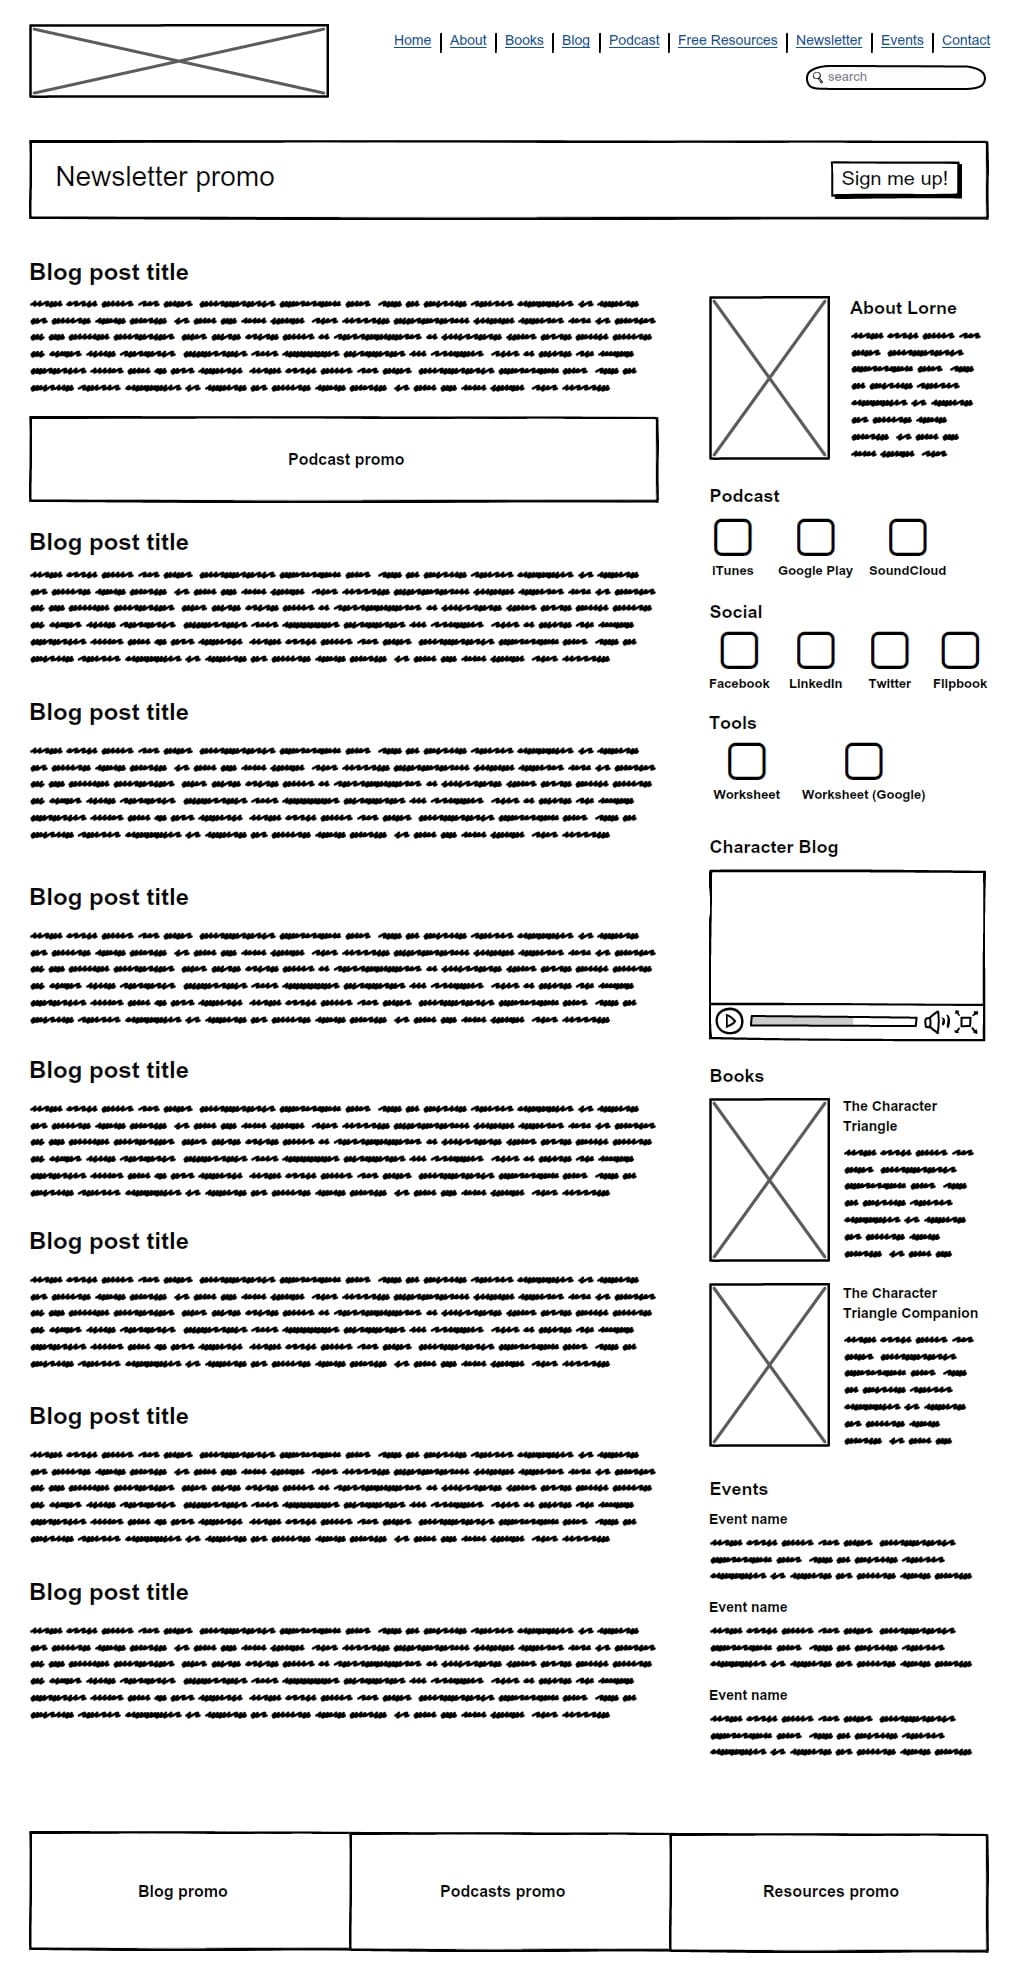 Home About Books Blog Podcast Free Resources Newsletter Events Contact
search
Newsletter promo
Sign me up!
Blog post title
Podcast promo
Blog post title
Blog post title
Blog post title
Blog post title
Blog post title
Blog post title
Blog post title
About Lorne
Podcast
ITunes Google Play SoundCloud
Social
Facebook LinkedIn Twitter Flipbook
Tools
Worksheet Worksheet (Google)
Character Blog
Books
The Character
Triangle
The Character
Triangle Companion
Events
Event name
Event name
Event name
Blog promo Podcasts promo Resources promo